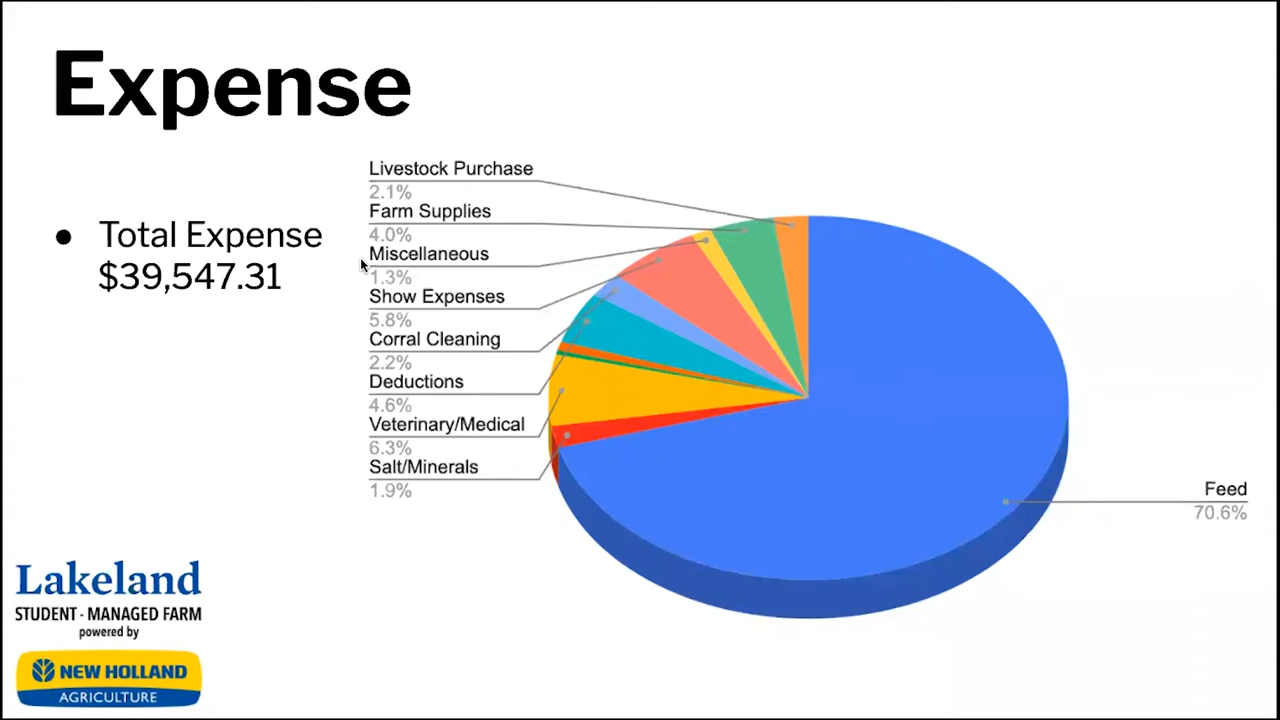 Expense
● Total Expense
$39,547.31
Livestock Purchase
2.1%
Farm Supplies
4.0%
Miscellaneous
1.3%
Show Expenses
5.8%
Corral Cleaning
2.2%
Deductions
4.6%
Veterinary/Medical
6.3%
Salt/Minerals
1.9%
Feed
70.6%
Lakeland
STUDENT - MANAGED FARM
powered by
NEW HOLLAND
AGRICULTURE